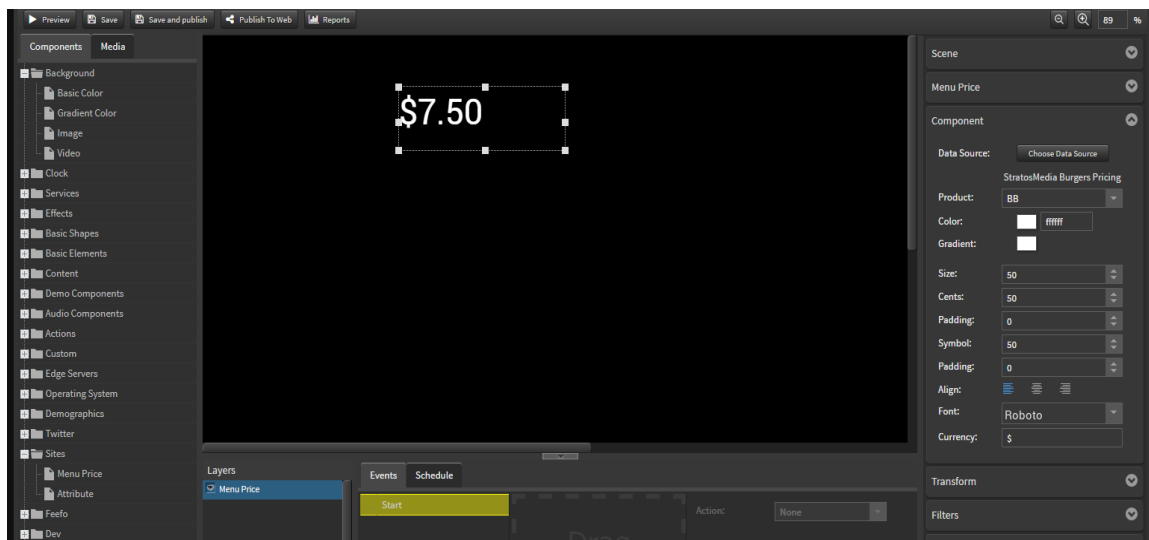 Preview Save Save and publish Publish To Web Reports 89 %
Components Media
Background
Basic Color
Gradient Color
Image
Video
Clock
Services
Effects
Basic Shapes
Basic Elements
Content
Demo Components
Audio Components
Actions
Custom
Edge Servers
Operating System
Demographics
Twitter
Sites
Menu Price
Attribute
Feefo
Dev
$7.50
Layers
Menu Price
Events Schedule
Start
Drag
Action: None
Scene
Menu Price
Component
Data Source: Choose Data Source
StratosMedia Burgers Pricing
Product: BB
Color: ffffff
Gradient:
Size: 50
Cents: 50
Padding: 0
Symbol: 50
Padding: 0
Align:
Font: Roboto
Currency: $
Transform
Filters